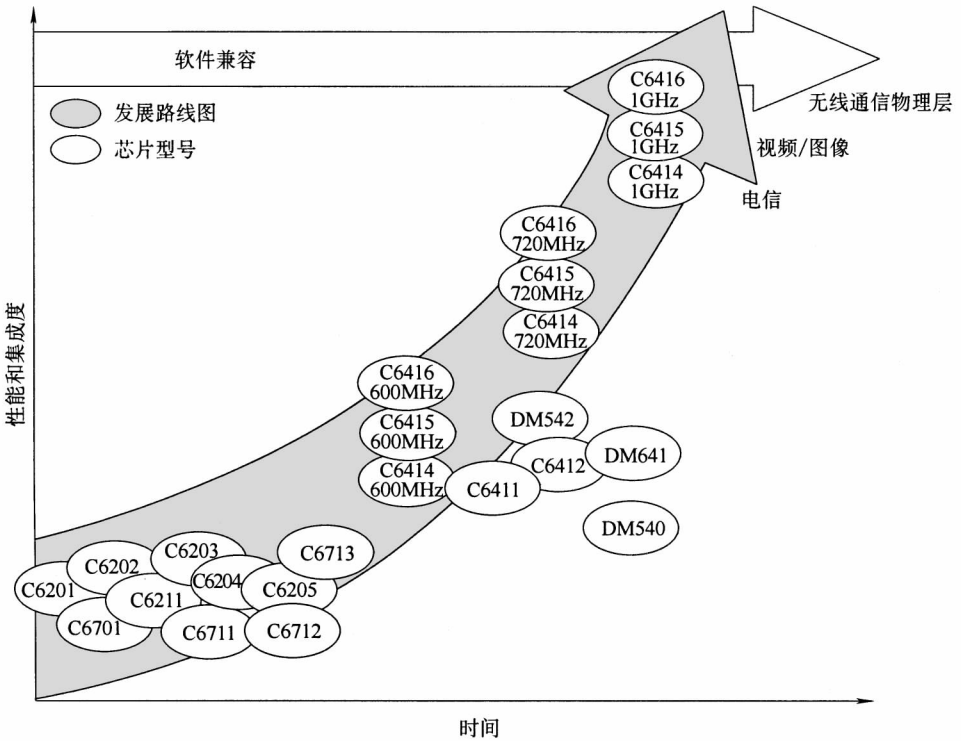 软件兼容
发展路线图
芯片型号
无线通信物理层
视频/图像
电信
C6416
1GHz
C6415
1GHz
C6414
1GHz
C6416
720MHz
C6415
720MHz
C6414
720MHz
C6416
600MHz
C6415
600MHz
C6414
600MHz
DM542
C6412
DM641
C6411
DM540
C6713
C6203
C6202
C6204
C6201
C6205
C6211
C6701
C6711
C6712
性能和集成度
时间